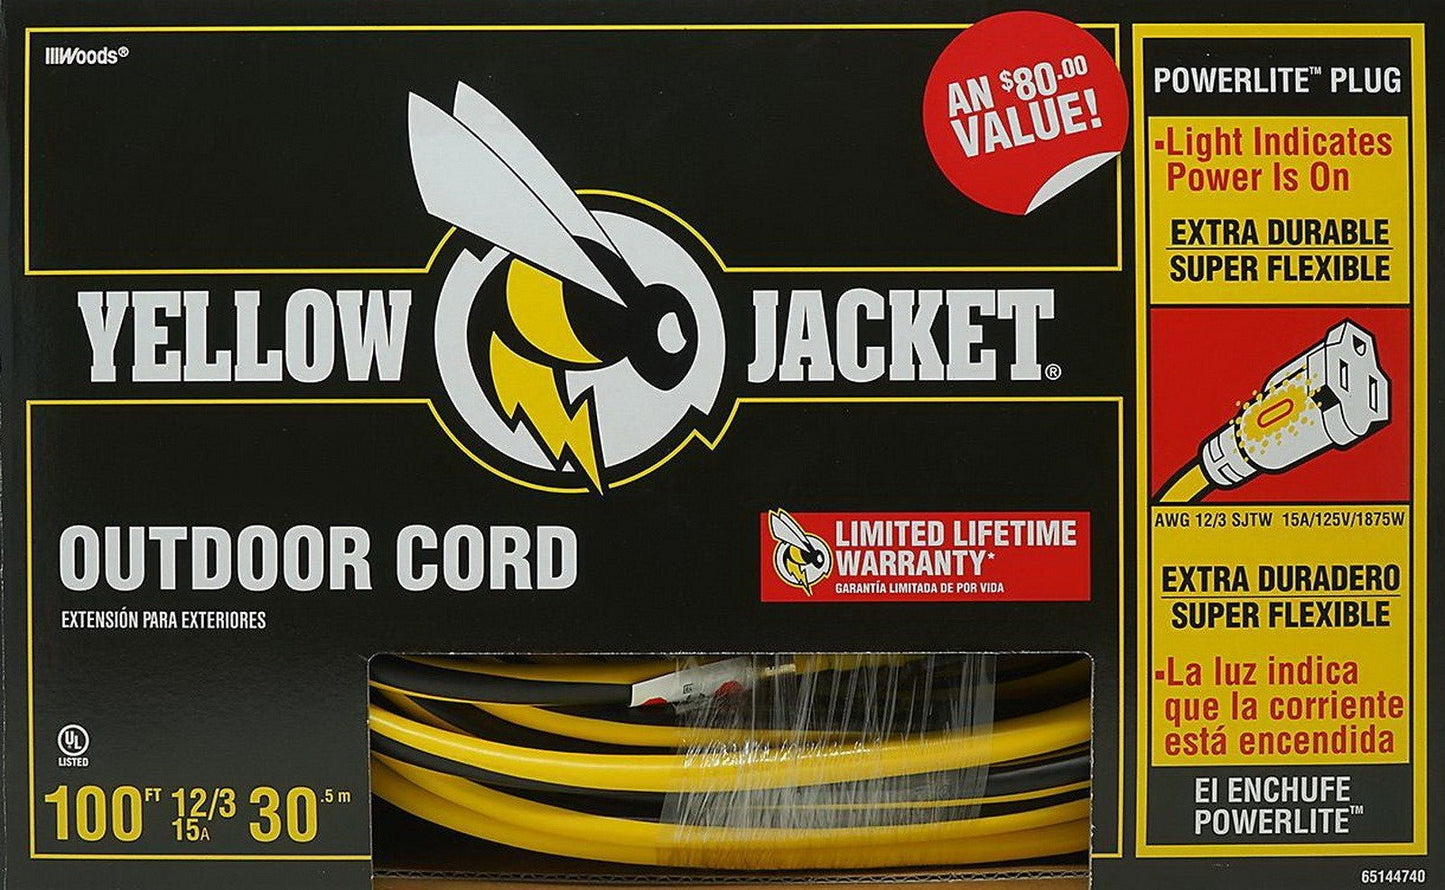 Woods®
AN $80.00
VALUE!
YELLOW JACKET®
OUTDOOR CORD
EXTENSIÓN PARA EXTERIORES
LIMITED LIFETIME
WARRANTY*
GARANTÍA LIMITADA DE POR VIDA
UL
LISTED
100 FT 12/3 15A 30.5 m
POWERLITE™ PLUG
▪Light Indicates
Power Is On
EXTRA DURABLE
SUPER FLEXIBLE
AWG 12/3 SJTW 15A/125V/1875W
EXTRA DURADERO
SUPER FLEXIBLE
▪La luz indica
que la corriente
está encendida
El ENCHUFE
POWERLITE™
65144740